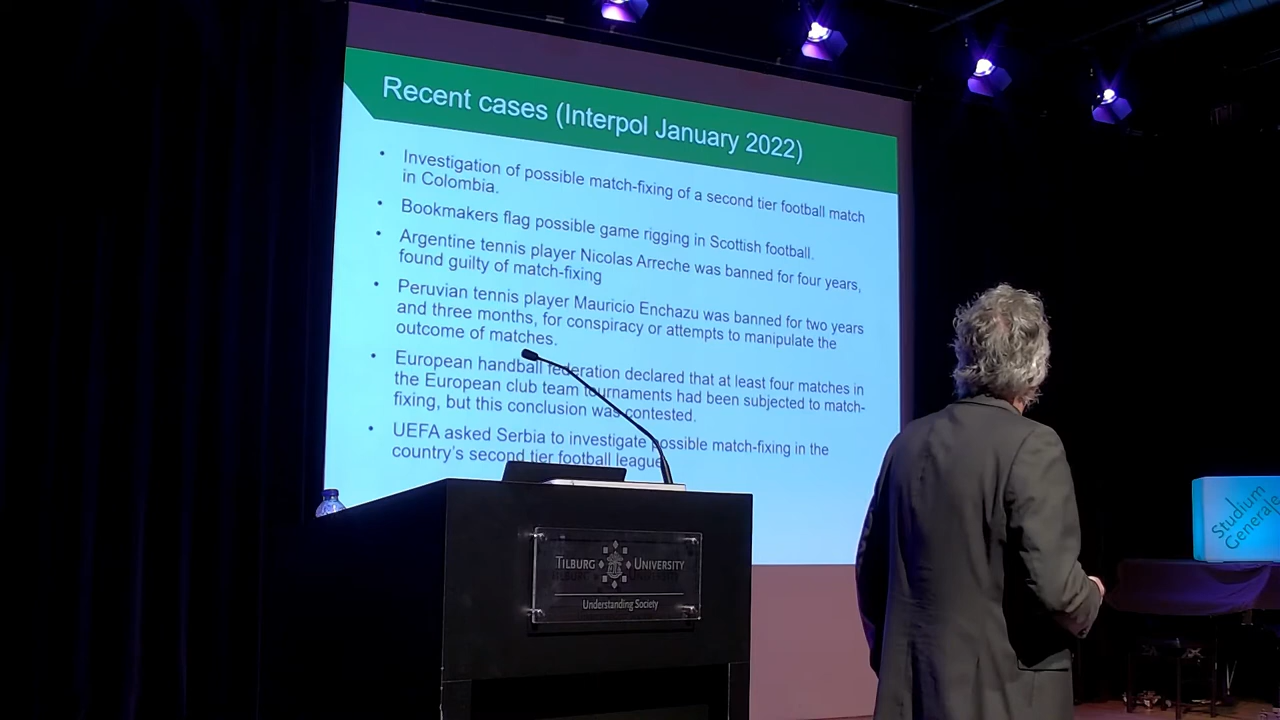 Recent cases (Interpol January 2022)
• Investigation of possible match-fixing of a second tier football match
in Colombia.
• Bookmakers flag possible game rigging in Scottish football.
• Argentine tennis player Nicolas Arreche was banned for four years,
found guilty of match-fixing
• Peruvian tennis player Mauricio Enchazu was banned for two years
and three months, for conspiracy or attempts to manipulate the
outcome of matches.
• European handball federation declared that at least four matches in
the European club team tournaments had been subjected to match-
fixing, but this conclusion was contested.
• UEFA asked Serbia to investigate possible match-fixing in the
country's second tier football league
TILBURG UNIVERSITY
Understanding Society
Studium
Generale